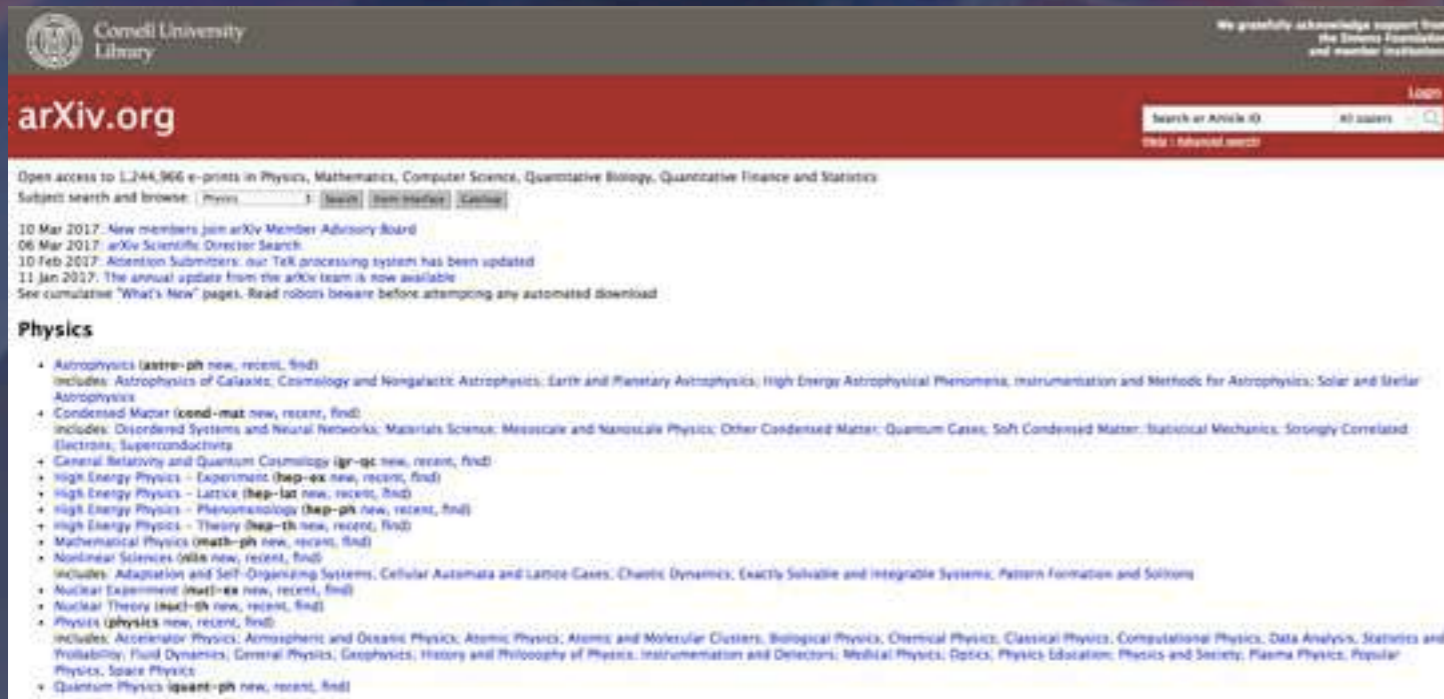 Cornell University
Library
We gratefully acknowledge support from
the Simons Foundation
and member institutions
arXiv.org
Login
Search or Article ID All papers
Help | Advanced search
Open access to 1,244,966 e-prints in Physics, Mathematics, Computer Science, Quantitative Biology, Quantitative Finance and Statistics
Subject search and browse: Physics Search Form Interface Catchup
10 Mar 2017: New members join arXiv Member Advisory Board
06 Mar 2017: arXiv Scientific Director Search
10 Feb 2017: Attention Submitters: our TeX processing system has been updated
11 Jan 2017: The annual update from the arXiv team is now available
See cumulative "What's New" pages. Read robots beware before attempting any automated download
Physics
• Astrophysics (astro-ph new, recent, find)
includes: Astrophysics of Galaxies; Cosmology and Nongalactic Astrophysics; Earth and Planetary Astrophysics; High Energy Astrophysical Phenomena; Instrumentation and Methods for Astrophysics; Solar and Stellar
Astrophysics
• Condensed Matter (cond-mat new, recent, find)
includes: Disordered Systems and Neural Networks; Materials Science; Mesoscale and Nanoscale Physics; Other Condensed Matter; Quantum Gases; Soft Condensed Matter; Statistical Mechanics; Strongly Correlated
Electrons; Superconductivity
• General Relativity and Quantum Cosmology (gr-qc new, recent, find)
• High Energy Physics - Experiment (hep-ex new, recent, find)
• High Energy Physics - Lattice (hep-lat new, recent, find)
• High Energy Physics - Phenomenology (hep-ph new, recent, find)
• High Energy Physics - Theory (hep-th new, recent, find)
• Mathematical Physics (math-ph new, recent, find)
• Nonlinear Sciences (nlin new, recent, find)
includes: Adaptation and Self-Organizing Systems; Cellular Automata and Lattice Gases; Chaotic Dynamics; Exactly Solvable and Integrable Systems; Pattern Formation and Solitons
• Nuclear Experiment (nucl-ex new, recent, find)
• Nuclear Theory (nucl-th new, recent, find)
• Physics (physics new, recent, find)
includes: Accelerator Physics; Atmospheric and Oceanic Physics; Atomic Physics; Atomic and Molecular Clusters; Biological Physics; Chemical Physics; Classical Physics; Computational Physics; Data Analysis, Statistics and
Probability; Fluid Dynamics; General Physics; Geophysics; History and Philosophy of Physics; Instrumentation and Detectors; Medical Physics; Optics; Physics Education; Physics and Society; Plasma Physics; Popular
Physics; Space Physics
• Quantum Physics (quant-ph new, recent, find)